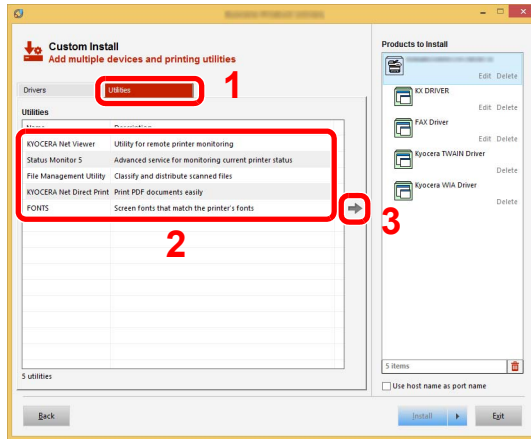 Custom Install
Add multiple devices and printing utilities
1
Drivers Utilities
Utilities
Name Description
KYOCERA Net Viewer Utility for remote printer monitoring
Status Monitor 5 Advanced service for monitoring current printer status
File Management Utility Classify and distribute scanned files
KYOCERA Net Direct Print Print PDF documents easily
FONTS Screen fonts that match the printer's fonts
2
3
5 utilities
Products to Install
Edit Delete
KX DRIVER
Edit Delete
FAX Driver
Edit Delete
Kyocera TWAIN Driver
Delete
Kyocera WIA Driver
Delete
5 items
Use host name as port name
Back Install Exit